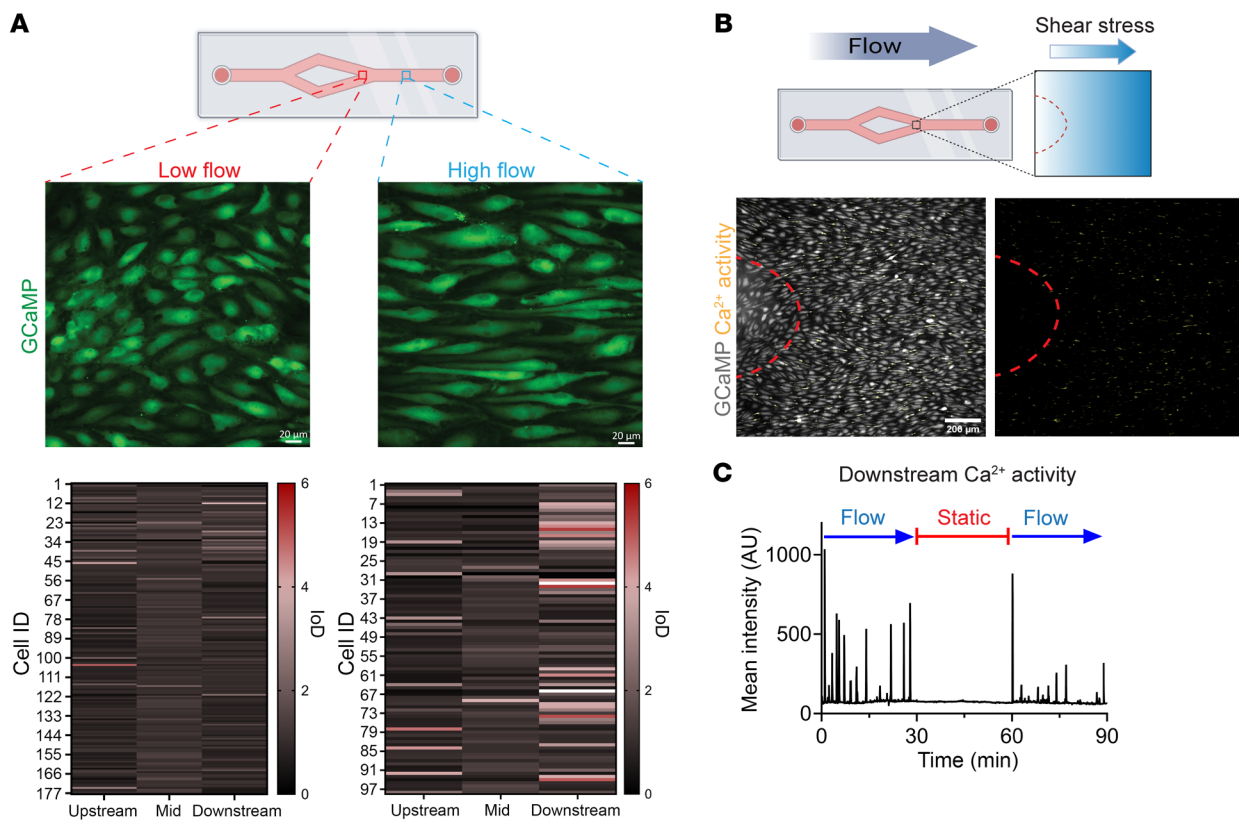 A
Low flow
High flow
GCaMP
20 µm
20 µm
Cell ID
1
12
23
34
45
56
67
78
89
100
111
122
133
144
155
166
177
Upstream Mid Downstream
6
4
2
0
IoD
Cell ID
1
7
13
19
25
31
37
43
49
55
61
67
73
79
85
91
97
Upstream Mid Downstream
6
4
2
0
IoD
B
Flow
Shear stress
GCaMP Ca²⁺ activity
200 µm
C
Downstream Ca²⁺ activity
Flow Static Flow
Mean intensity (AU)
1000
500
0
0 30 60 90
Time (min)